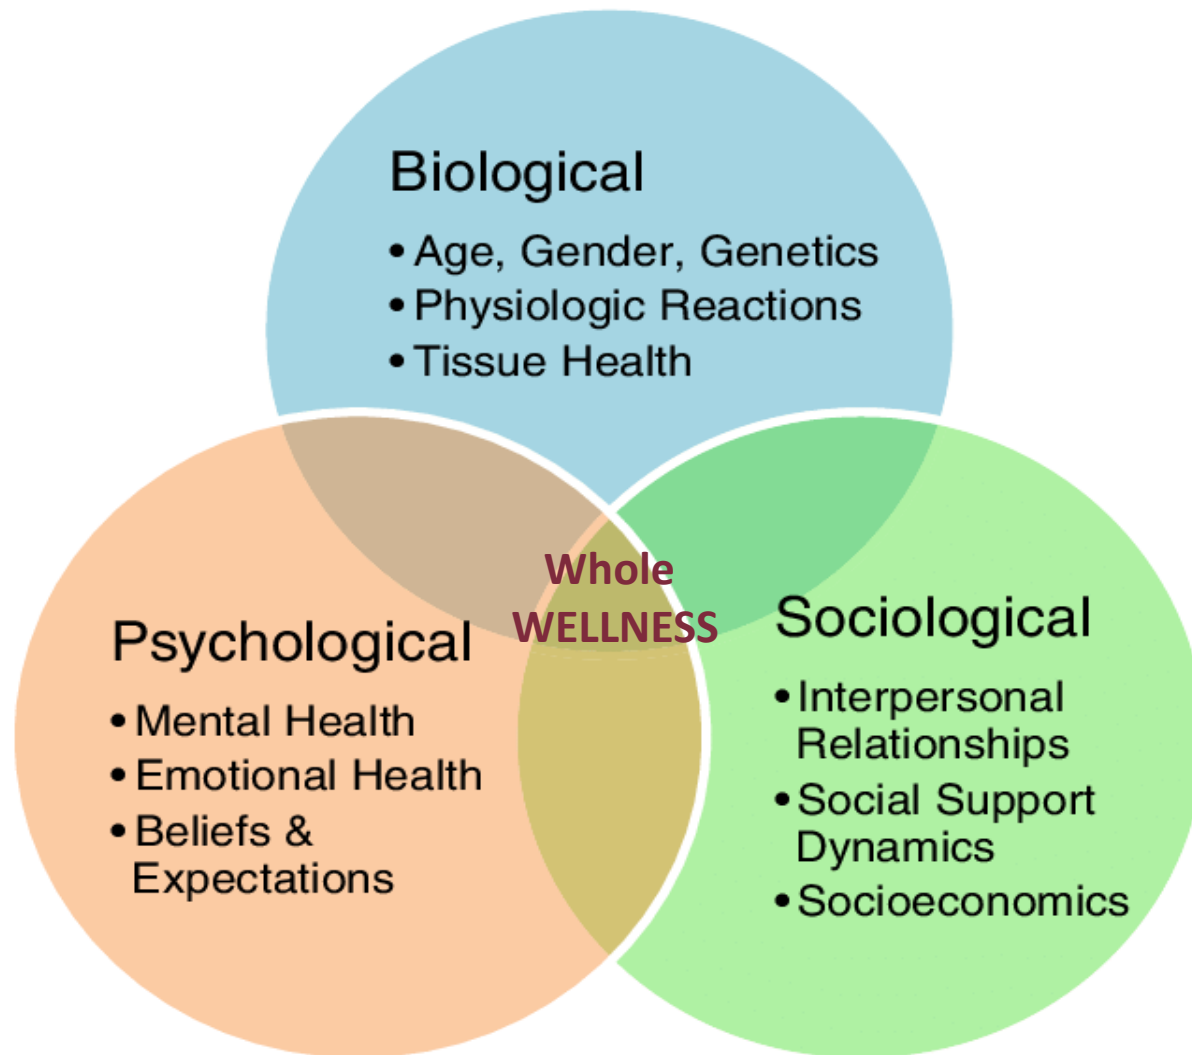 Biological
• Age, Gender, Genetics
• Physiologic Reactions
• Tissue Health
Whole
WELLNESS
Psychological
• Mental Health
• Emotional Health
• Beliefs &
Expectations
Sociological
• Interpersonal
Relationships
• Social Support
Dynamics
• Socioeconomics